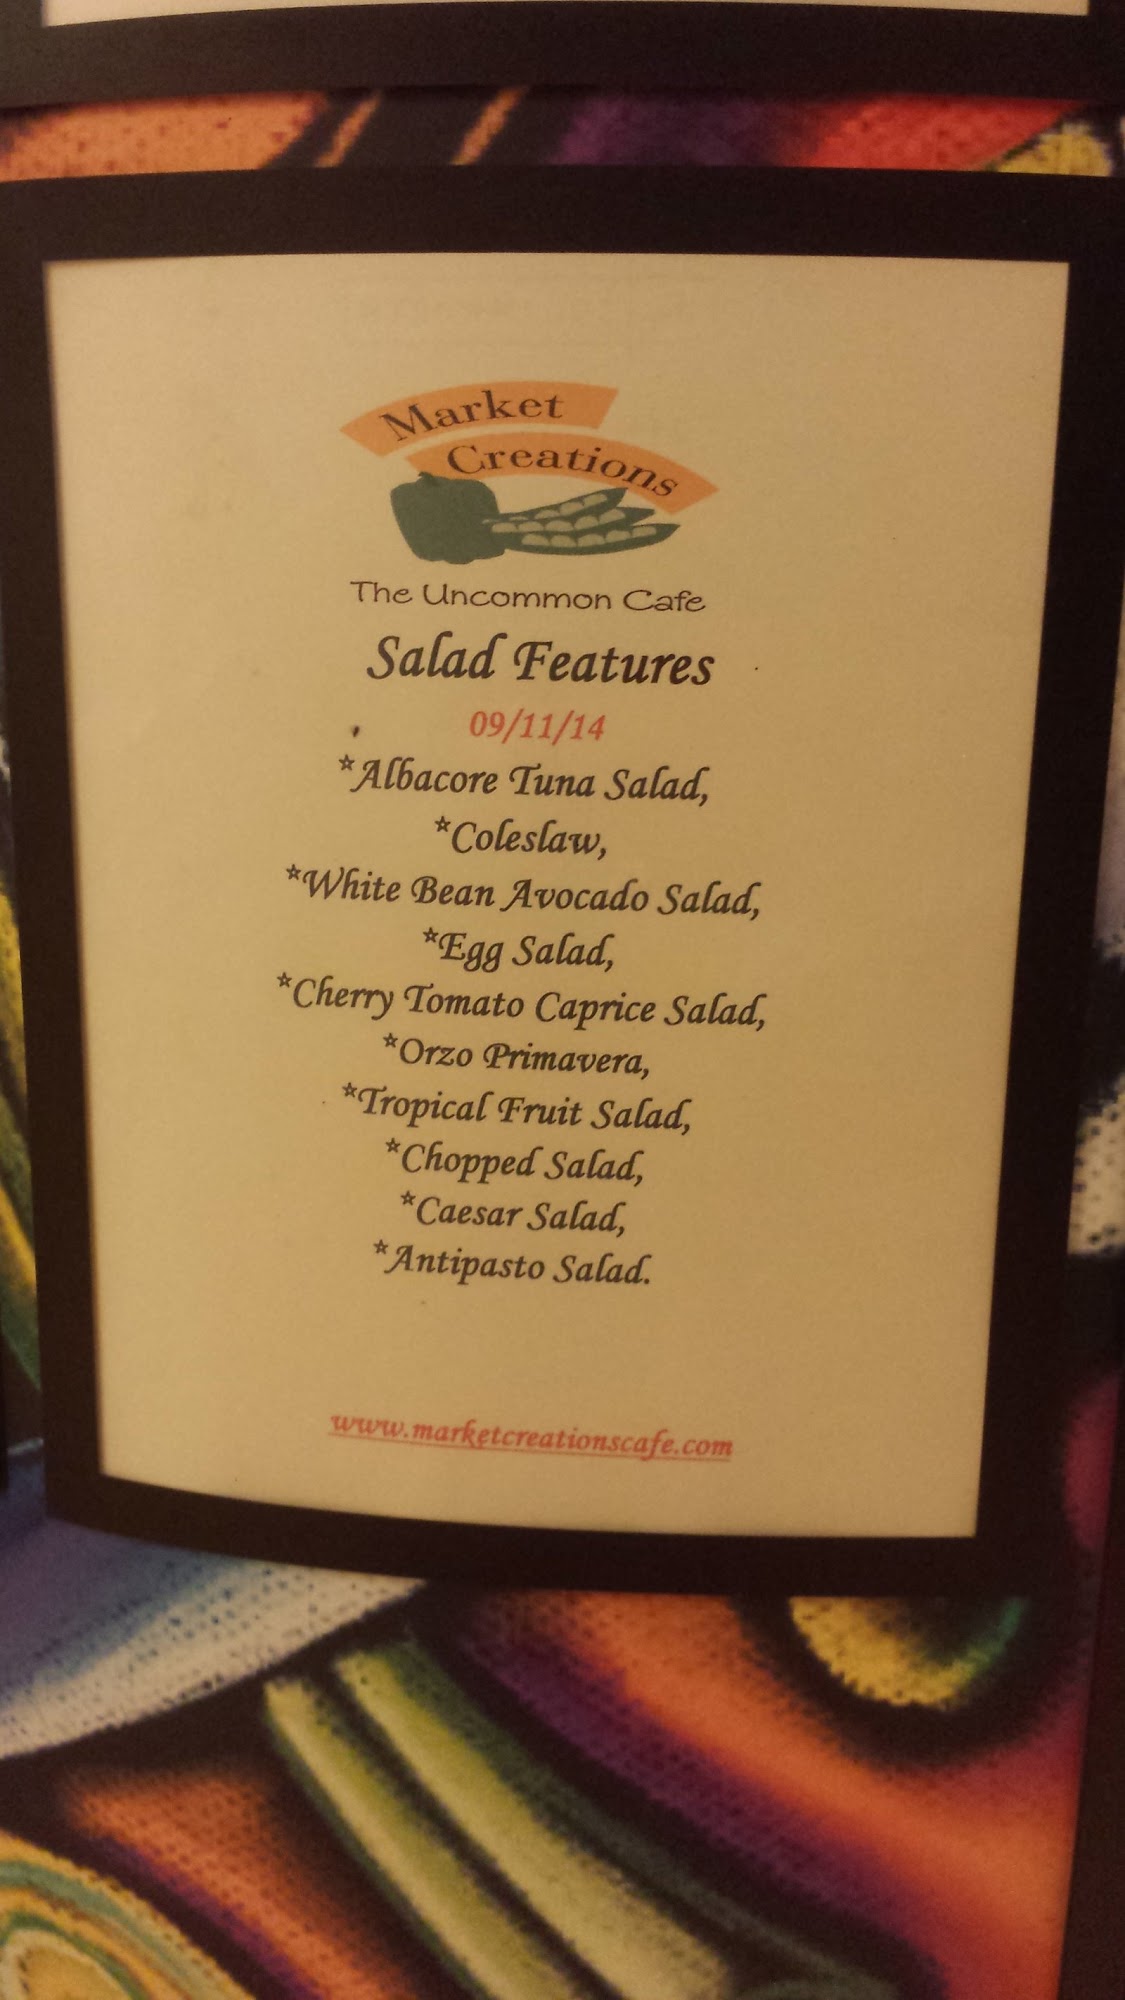 Market
Creations
The Uncommon Cafe
Salad Features
09/11/14
*Albacore Tuna Salad,
*Coleslaw,
*White Bean Avocado Salad,
*Egg Salad,
*Cherry Tomato Caprice Salad,
*Orzo Primavera,
*Tropical Fruit Salad,
*Chopped Salad,
*Caesar Salad,
*Antipasto Salad.
www.marketcreationscafe.com